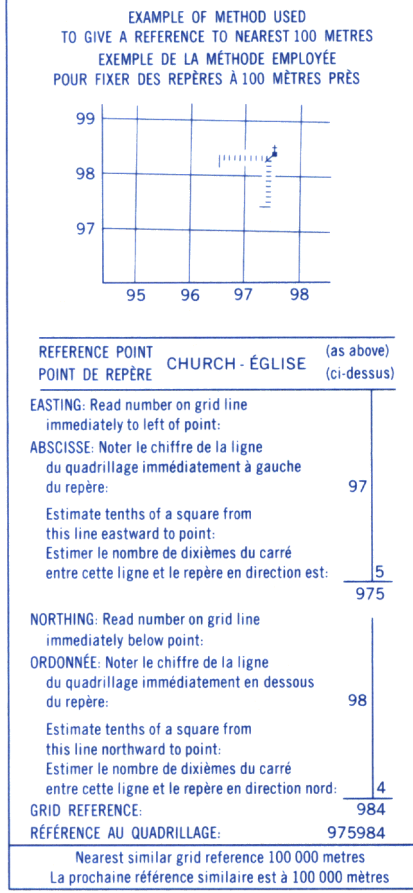 EXAMPLE OF METHOD USED
TO GIVE A REFERENCE TO NEAREST 100 METRES
EXEMPLE DE LA MÉTHODE EMPLOYÉE
POUR FIXER DES REPÈRES À 100 MÈTRES PRÈS
99
98
97
95 96 97 98
REFERENCE POINT
POINT DE REPÈRE
CHURCH - ÉGLISE
(as above)
(ci-dessus)
EASTING: Read number on grid line
immediately to left of point:
ABSCISSE: Noter le chiffre de la ligne
du quadrillage immédiatement à gauche
du repère: 97
Estimate tenths of a square from
this line eastward to point:
Estimer le nombre de dixièmes du carré
entre cette ligne et le repère en direction est: 5
975
NORTHING: Read number on grid line
immediately below point:
ORDONNÉE: Noter le chiffre de la ligne
du quadrillage immédiatement en dessous
du repère: 98
Estimate tenths of a square from
this line northward to point:
Estimer le nombre de dixièmes du carré
entre cette ligne et le repère en direction nord: 4
GRID REFERENCE: 984
RÉFÉRENCE AU QUADRILLAGE: 975984
Nearest similar grid reference 100 000 metres
La prochaine référence similaire est à 100 000 mètres